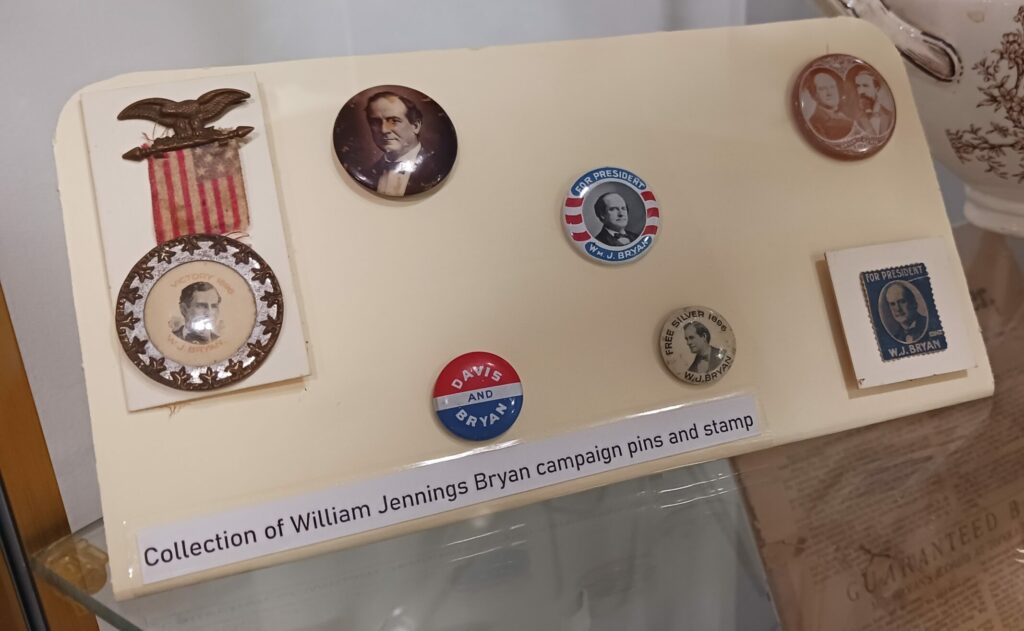 VICTORY 1896
W.J. BRYAN
FOR PRESIDENT
WM. J. BRYAN
DAVIS
AND
BRYAN
FREE SILVER 1896
W.J. BRYAN
FOR PRESIDENT
W.J. BRYAN
Collection of William Jennings Bryan campaign pins and stamp
GUARANTEED